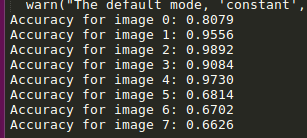 warn("The default mode, 'constant',
Accuracy for image 0: 0.8079
Accuracy for image 1: 0.9556
Accuracy for image 2: 0.9892
Accuracy for image 3: 0.9084
Accuracy for image 4: 0.9730
Accuracy for image 5: 0.6814
Accuracy for image 6: 0.6702
Accuracy for image 7: 0.6626